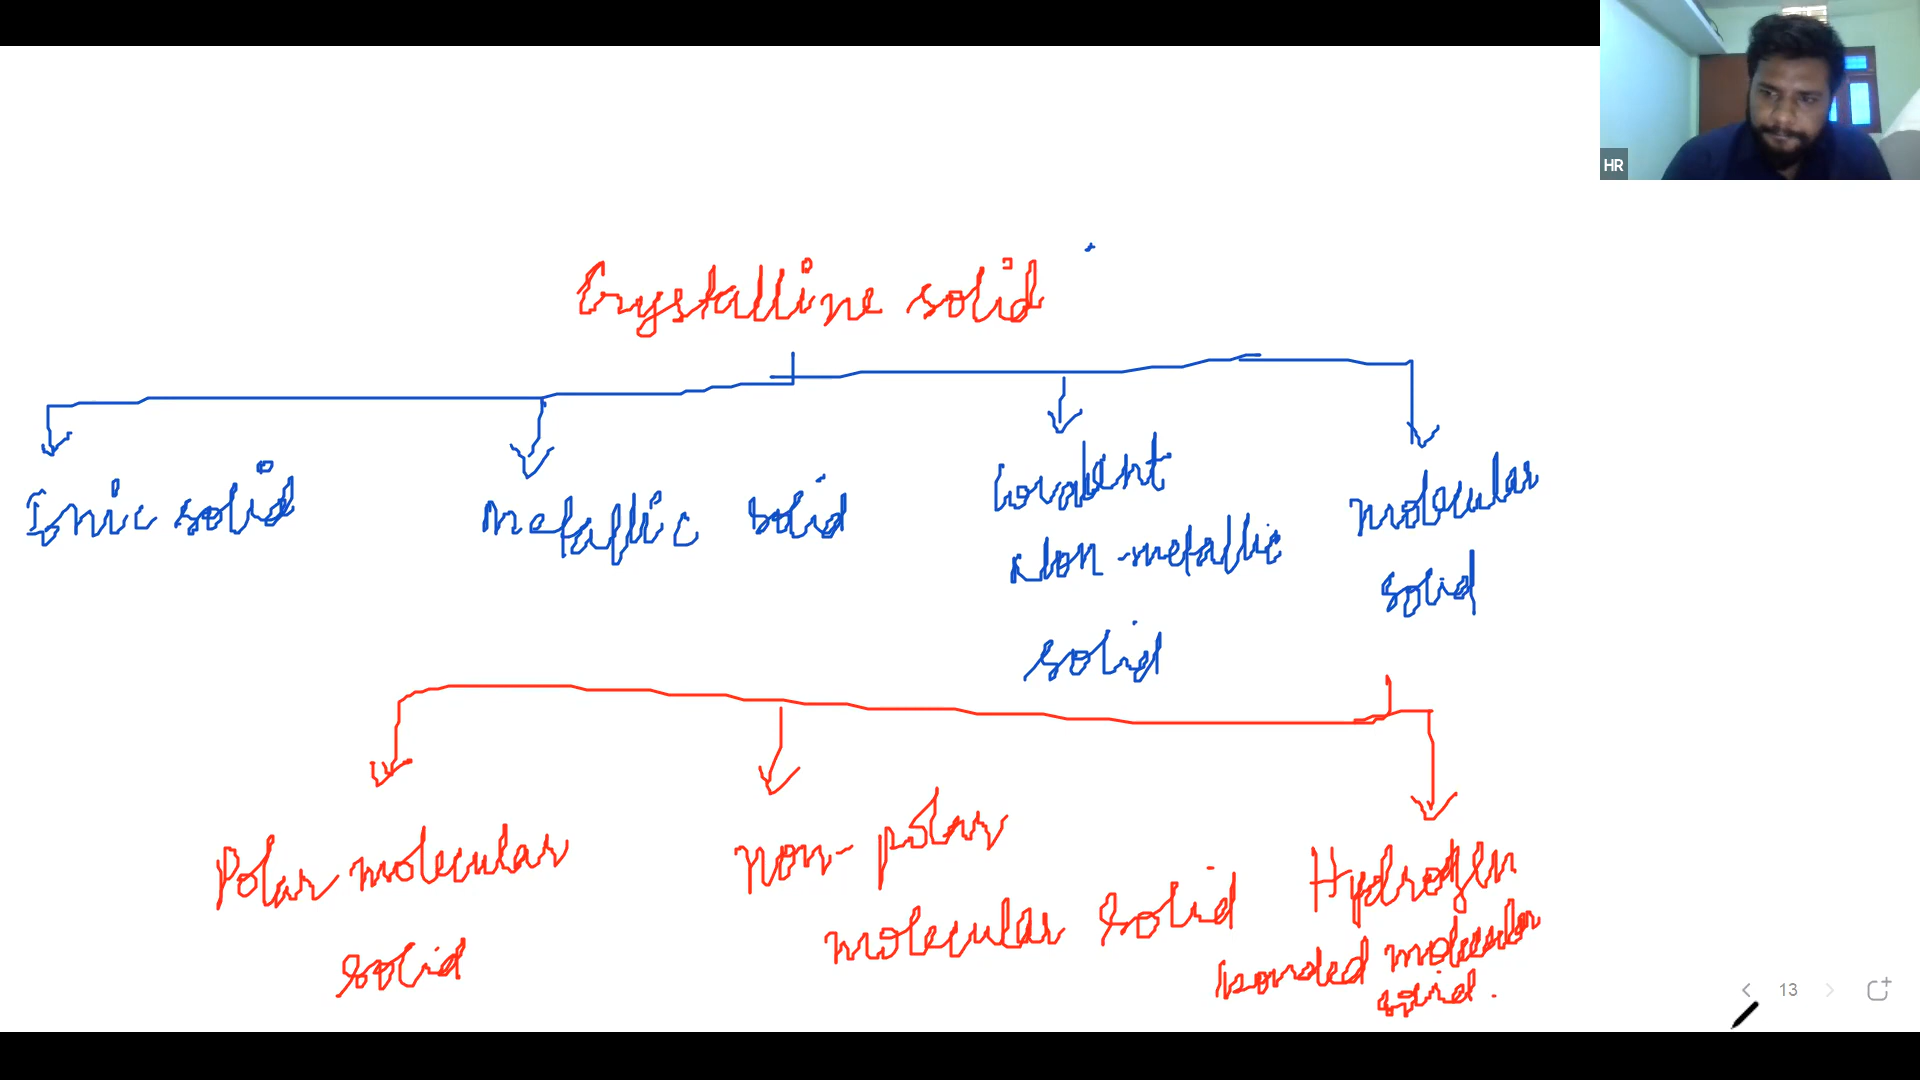 HR
Crystalline solid
Ionic solid
Metallic solid
Covalent
Non-metallic
solid
molecular
solid
Polar molecular
solid
non-polar
molecular solid
Hydrogen
bonded molecular
solid.
13